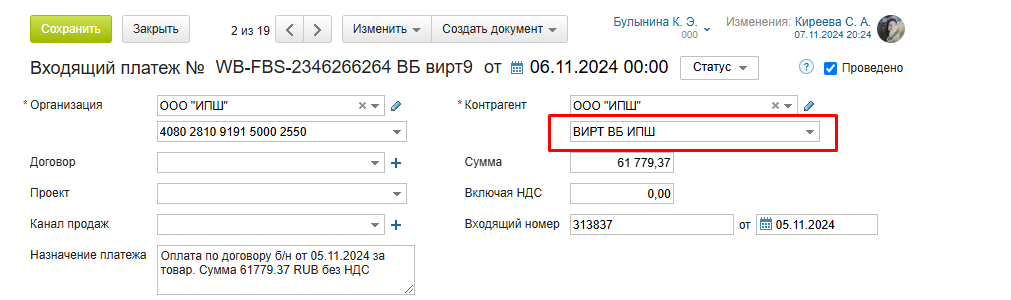 Сохранить Закрыть 2 из 19 Изменить Создать документ Булынина К. Э. ООО Изменения: Киреева С. А. 07.11.2024 20:24
Входящий платеж № WB-FBS-2346266264 ВБ вирт9 от 06.11.2024 00:00 Статус ? Проведено
* Организация ООО "ИПШ" * Контрагент ООО "ИПШ"
4080 2810 9191 5000 2550 ВИРТ ВБ ИПШ
Договор Сумма 61 779,37
Проект Включая НДС 0,00
Канал продаж Входящий номер 313837 от 05.11.2024
Назначение платежа Оплата по договору б/н от 05.11.2024 за
товар. Сумма 61779.37 RUB без НДС